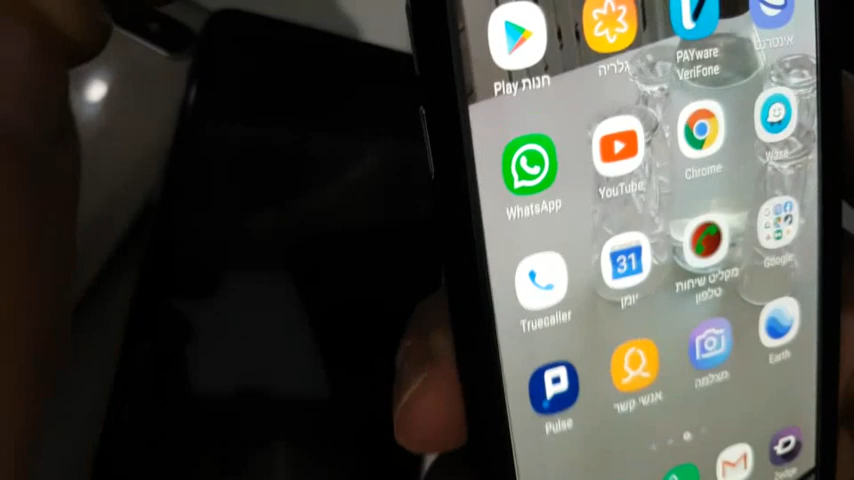 Play חנות
גלריה
PAYware
VeriFone
אינטרנט
WhatsApp
YouTube
Chrome
Waze
Truecaller
31
יומן
מקליט שיחות
טלפון
Google
Pulse
אנשי קשר
מצלמה
Earth